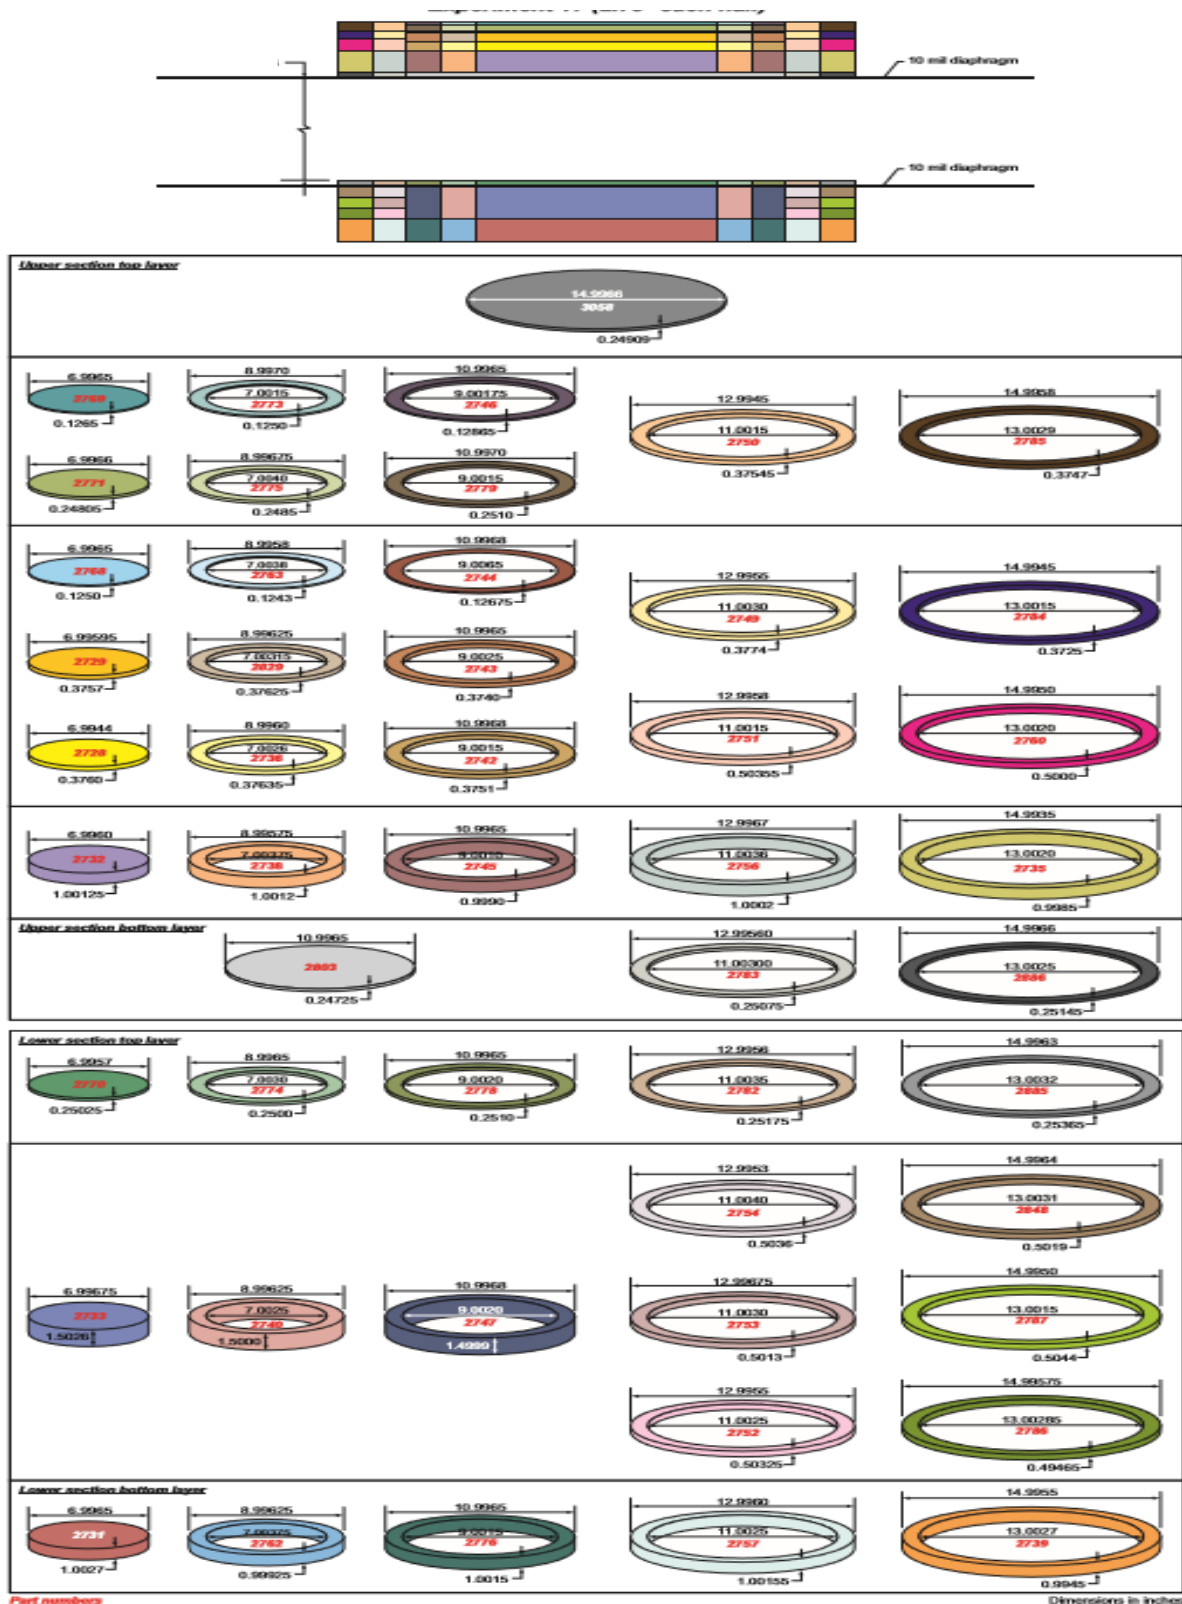 10 mil diaphragm
10 mil diaphragm
Upper section top layer
14.9966
3058
0.24909
6.9965 8.9970 10.9965 12.9945 14.9958
2769 7.0015 9.00175 11.0015 13.0029
2773 2746 2750 2785
0.1265 0.1250 0.12865 0.37545 0.3747
6.9966 8.99675 10.9970
2771 7.0040 9.0015
2775 2779
0.24805 0.2485 0.2510
6.9965 8.9958 10.9968 12.9955 14.9945
2768 7.0038 9.0065 11.0030 13.0015
2763 2744 2749 2784
0.1250 0.1243 0.12675 0.3774 0.3725
6.99595 8.99625 10.9965
2729 7.00315 9.0025
2829 2743
0.3757 0.37625 0.3740
6.9944 8.9960 10.9968 12.9958 14.9950
2728 7.0026 9.0015 11.0015 13.0020
2736 2742 2751 2760
0.3760 0.37635 0.3751 0.50355 0.5000
6.9960 8.99575 10.9965 12.9967 14.9935
2732 7.00375 9.0010 11.0036 13.0020
2738 2745 2756 2735
1.00125 1.0012 0.9990 1.0002 0.9985
Upper section bottom layer
10.9965 12.99560 14.9966
2883 11.00300 13.0025
2783 2886
0.24725 0.25075 0.25145
Lower section top layer
6.9957 8.9965 10.9965 12.9956 14.9963
2770 7.0030 9.0020 11.0035 13.0032
2774 2778 2782 2885
0.25025 0.2500 0.2510 0.25175 0.25365
12.9953 14.9964
11.0040 13.0031
2754 2848
0.5036 0.5019
6.99675 8.99625 10.9968 12.99675 14.9950
2733 7.0025 9.0020 11.0030 13.0015
2740 2747 2753 2787
1.5026 1.5000 1.4999 0.5013 0.5044
12.9955 14.99575
11.0025 13.00285
2752 2786
0.50325 0.49465
Lower section bottom layer
6.9965 8.99625 10.9965 12.9960 14.9955
2731 7.00375 9.0015 11.0025 13.0027
2762 2776 2757 2739
1.0027 0.99925 1.0015 1.00155 0.9945
Part numbers
Dimensions in inches